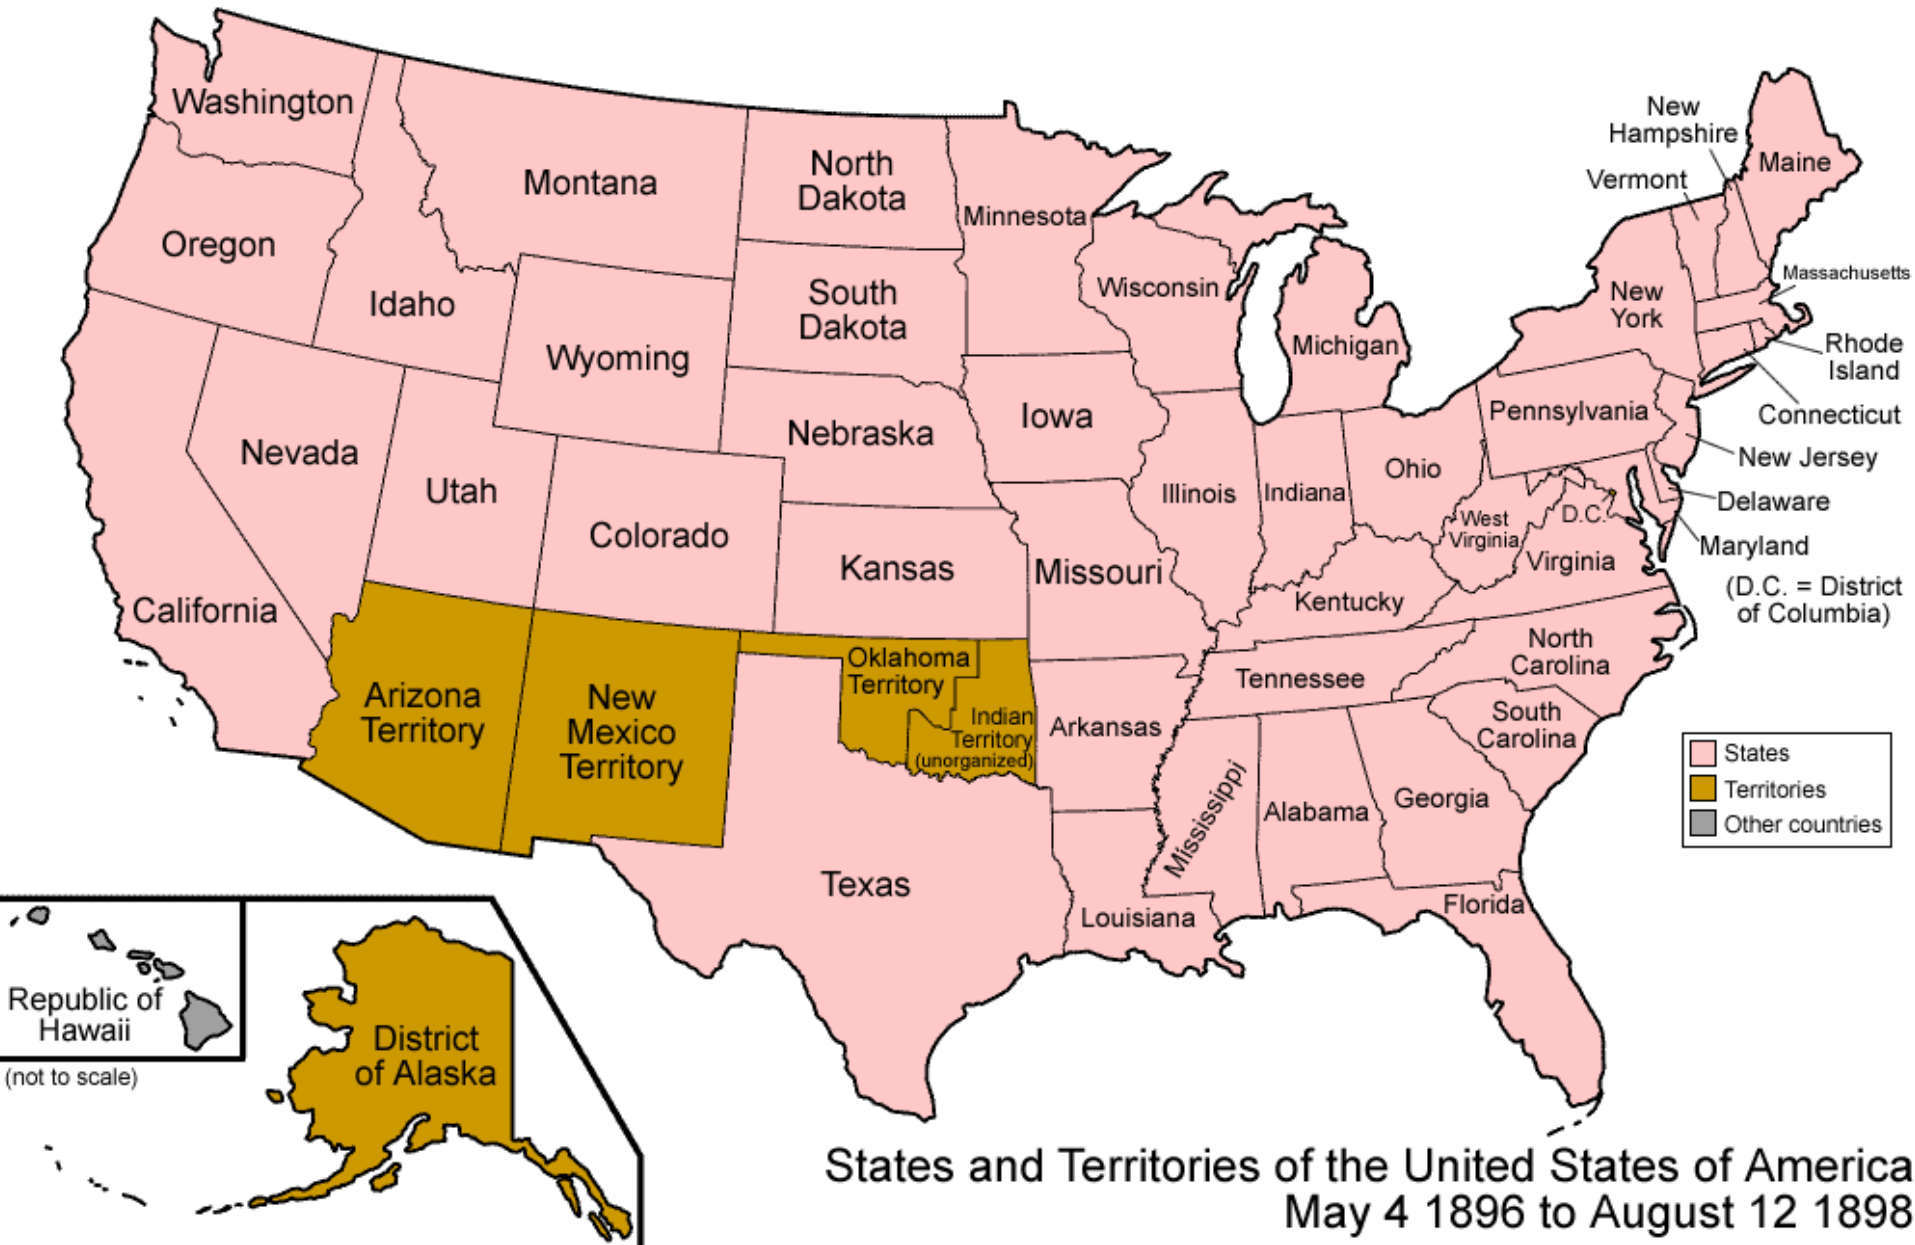 Washington
Montana
North
Dakota
Minnesota
New
Hampshire
Vermont
Maine
Oregon
Idaho
Wyoming
South
Dakota
Wisconsin
Michigan
New
York
Massachusetts
Rhode
Island
Connecticut
New Jersey
Delaware
Maryland
(D.C. = District
of Columbia)
Nevada
Utah
Colorado
Nebraska
Iowa
Kansas
Missouri
Illinois
Indiana
Ohio
Pennsylvania
West
Virginia
D.C.
Virginia
Kentucky
California
Arizona
Territory
New
Mexico
Territory
Oklahoma
Territory
Indian
Territory
(unorganized)
Arkansas
Tennessee
North
Carolina
South
Carolina
Mississippi
Alabama
Georgia
Texas
Louisiana
Florida
States
Territories
Other countries
Republic of
Hawaii
(not to scale)
District
of Alaska
States and Territories of the United States of America
May 4 1896 to August 12 1898